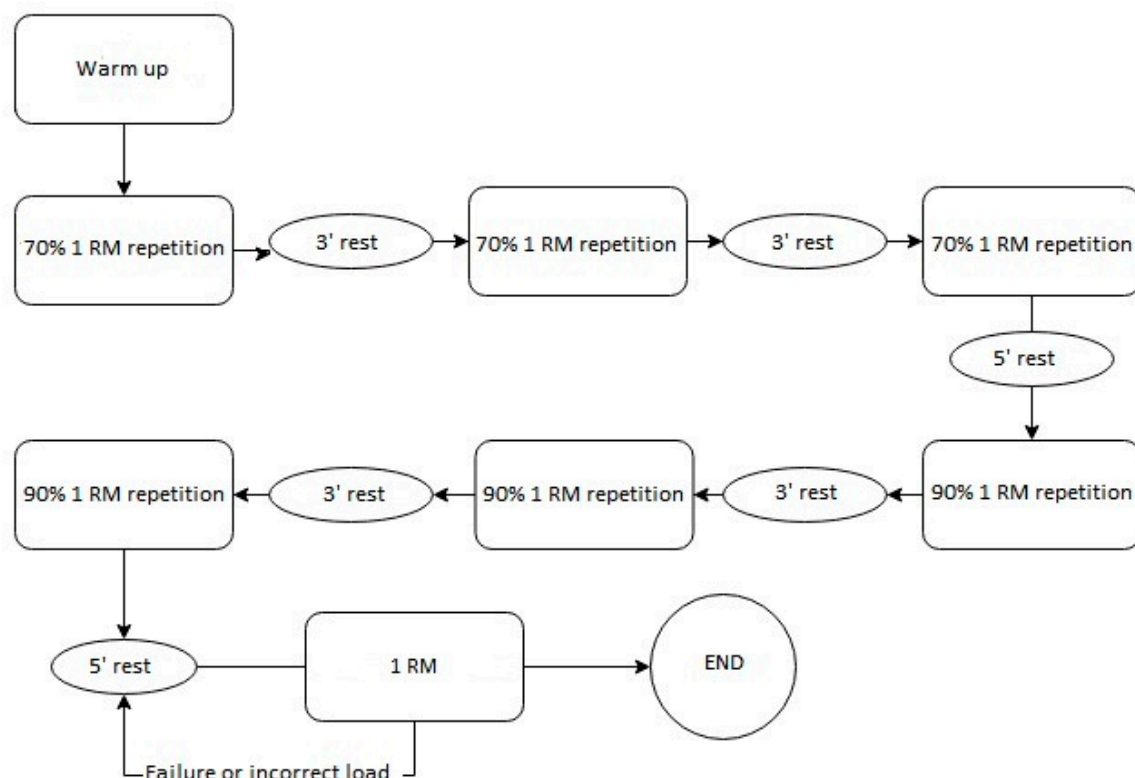 Warm up
70% 1 RM repetition
3' rest
70% 1 RM repetition
3' rest
70% 1 RM repetition
5' rest
90% 1 RM repetition
3' rest
90% 1 RM repetition
3' rest
90% 1 RM repetition
5' rest
1 RM
END
Failure or incorrect load